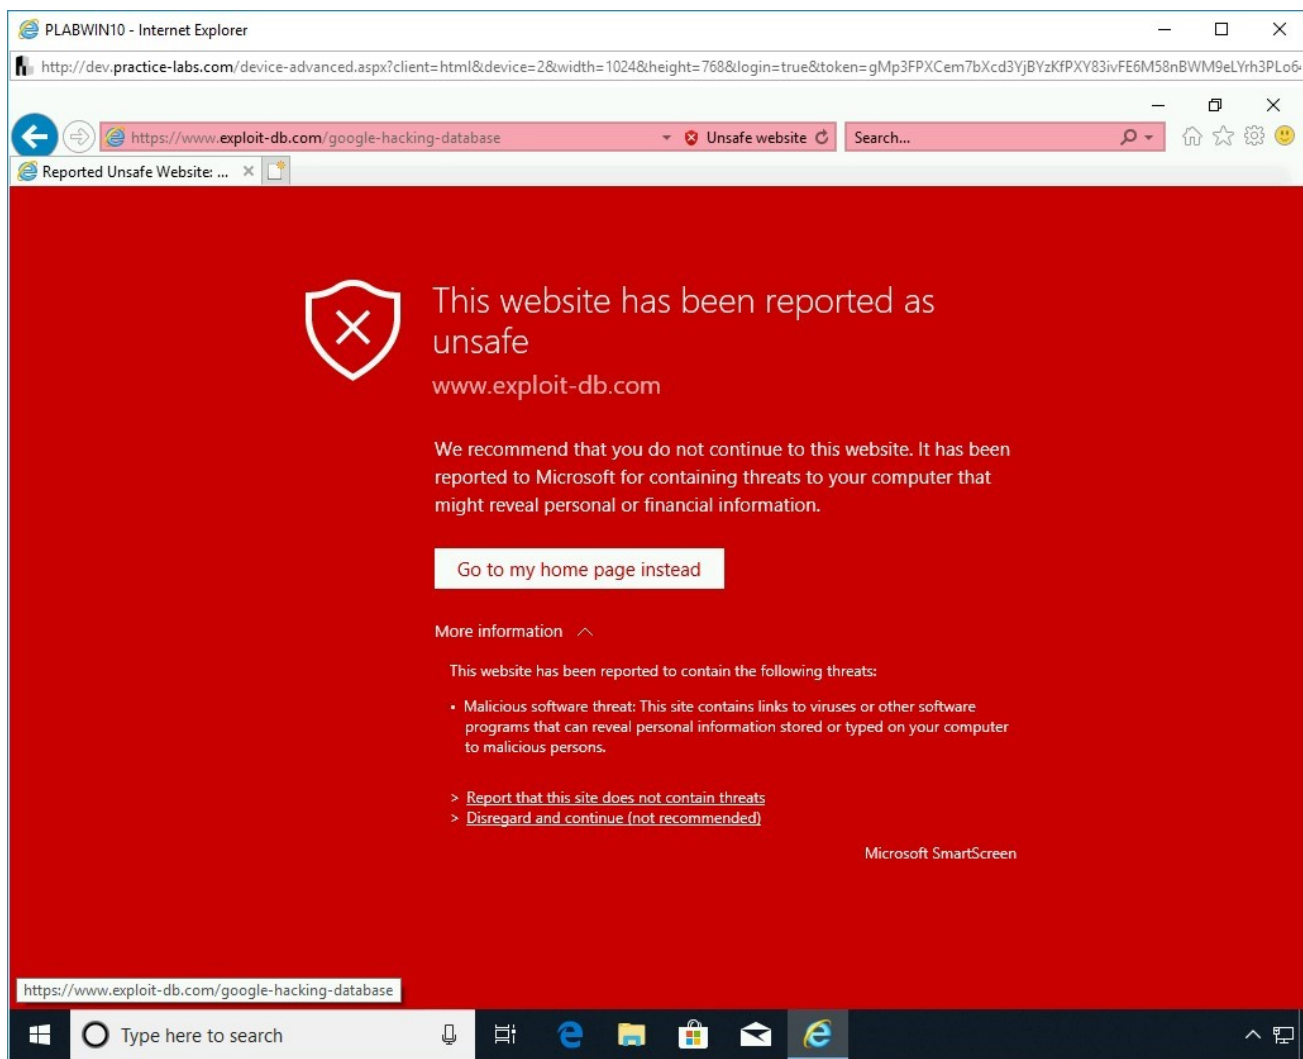 PLABWIN10 - Internet Explorer
http://dev.practice-labs.com/device-advanced.aspx?client=html&device=2&width=1024&height=768&login=true&token=gMp3FPXCem7bXcd3YjBYzKfPXY83ivFE6M58nBWM9eLYrh3PLo64
https://www.exploit-db.com/google-hacking-database Unsafe website Search...
Reported Unsafe Website: ...
This website has been reported as
unsafe
www.exploit-db.com
We recommend that you do not continue to this website. It has been
reported to Microsoft for containing threats to your computer that
might reveal personal or financial information.
Go to my home page instead
More information
This website has been reported to contain the following threats:
• Malicious software threat: This site contains links to viruses or other software
programs that can reveal personal information stored or typed on your computer
to malicious persons.
> Report that this site does not contain threats
> Disregard and continue (not recommended)
Microsoft SmartScreen
https://www.exploit-db.com/google-hacking-database
Type here to search